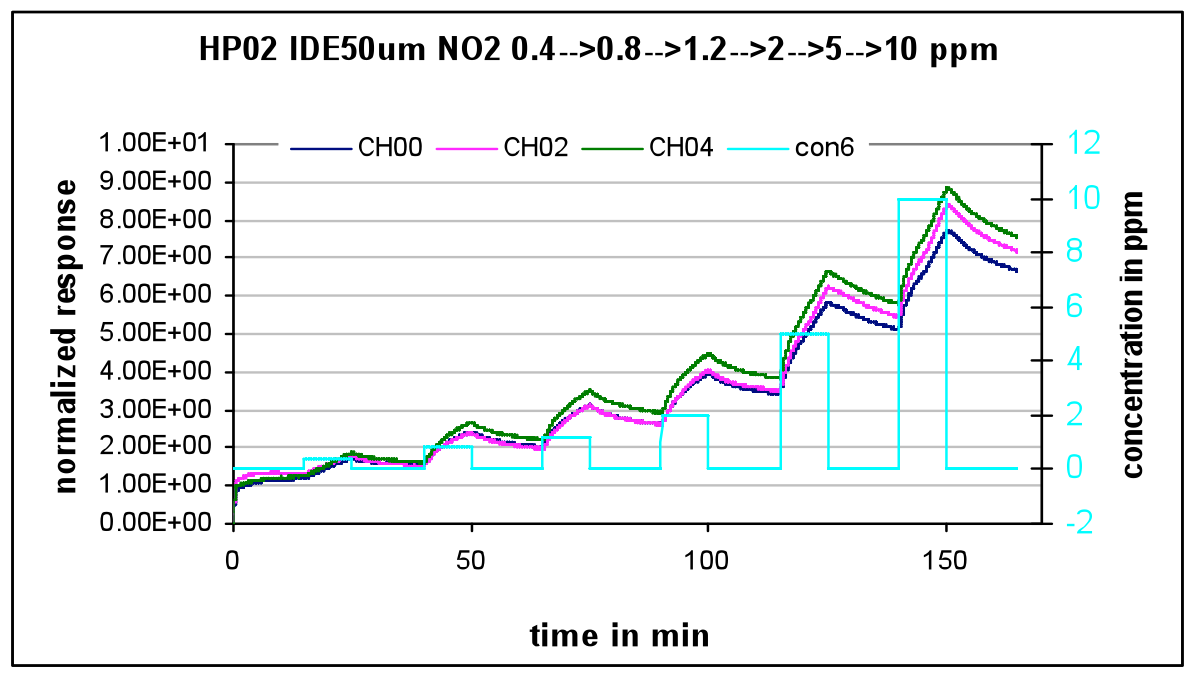 HP02 IDE50um NO2 0.4-->0.8-->1.2-->2-->5-->10 ppm
CH00 CH02 CH04 con6
normalized response
1.00E+01
9.00E+00
8.00E+00
7.00E+00
6.00E+00
5.00E+00
4.00E+00
3.00E+00
2.00E+00
1.00E+00
0.00E+00
12
10
8
6
4
2
0
-2
concentration in ppm
0 50 100 150
time in min